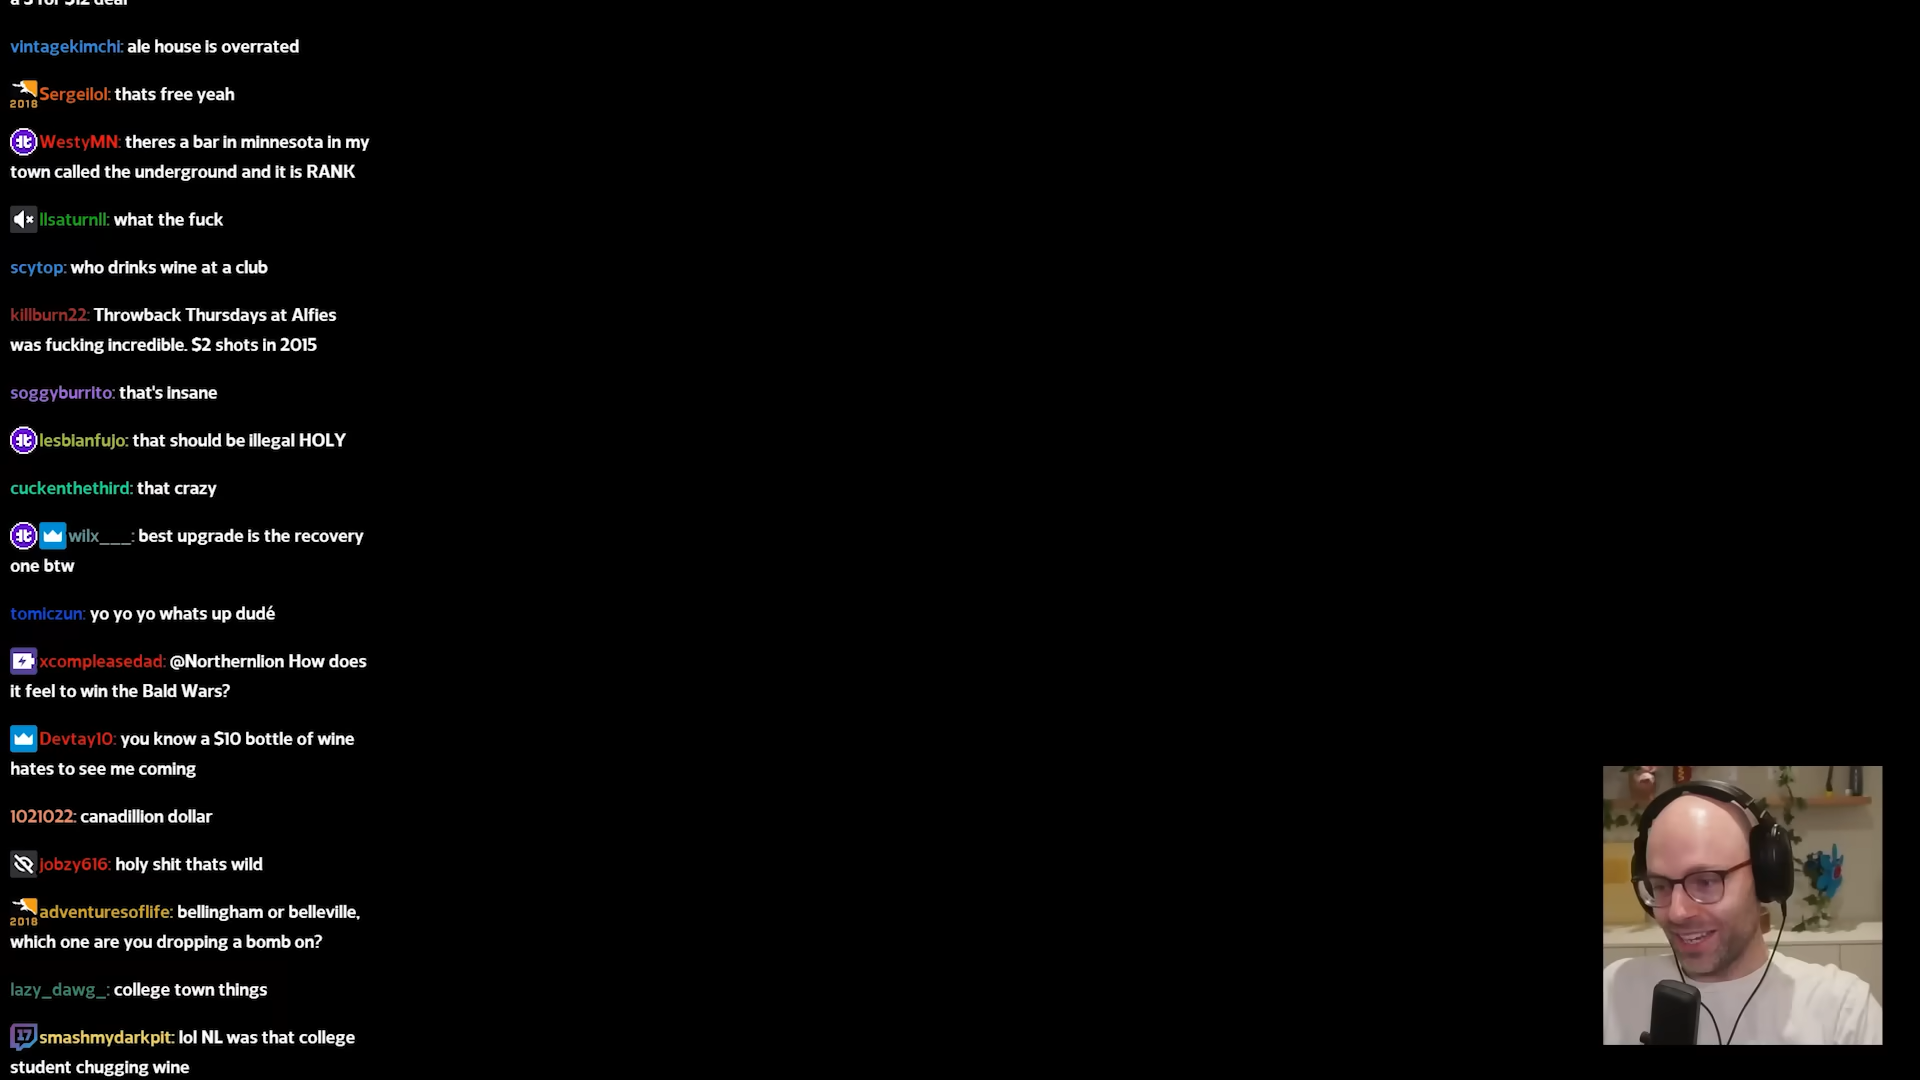 a 3 for $12 deal
vintagekimchi: ale house is overrated
2018 Sergeilol: thats free yeah
WestyMN: theres a bar in minnesota in my
town called the underground and it is RANK
llsaturnll: what the fuck
scytop: who drinks wine at a club
killburn22: Throwback Thursdays at Alfies
was fucking incredible. $2 shots in 2015
soggyburrito: that's insane
lesbianfujo: that should be illegal HOLY
cuckenthethird: that crazy
wilx___: best upgrade is the recovery
one btw
tomiczun: yo yo yo whats up dudé
xcompleasedad: @Northernlion How does
it feel to win the Bald Wars?
Devtay10: you know a $10 bottle of wine
hates to see me coming
1021022: canadillion dollar
jobzy616: holy shit thats wild
2018 adventuresoflife: bellingham or belleville,
which one are you dropping a bomb on?
lazy_dawg_: college town things
17 smashmydarkpit: lol NL was that college
student chugging wine